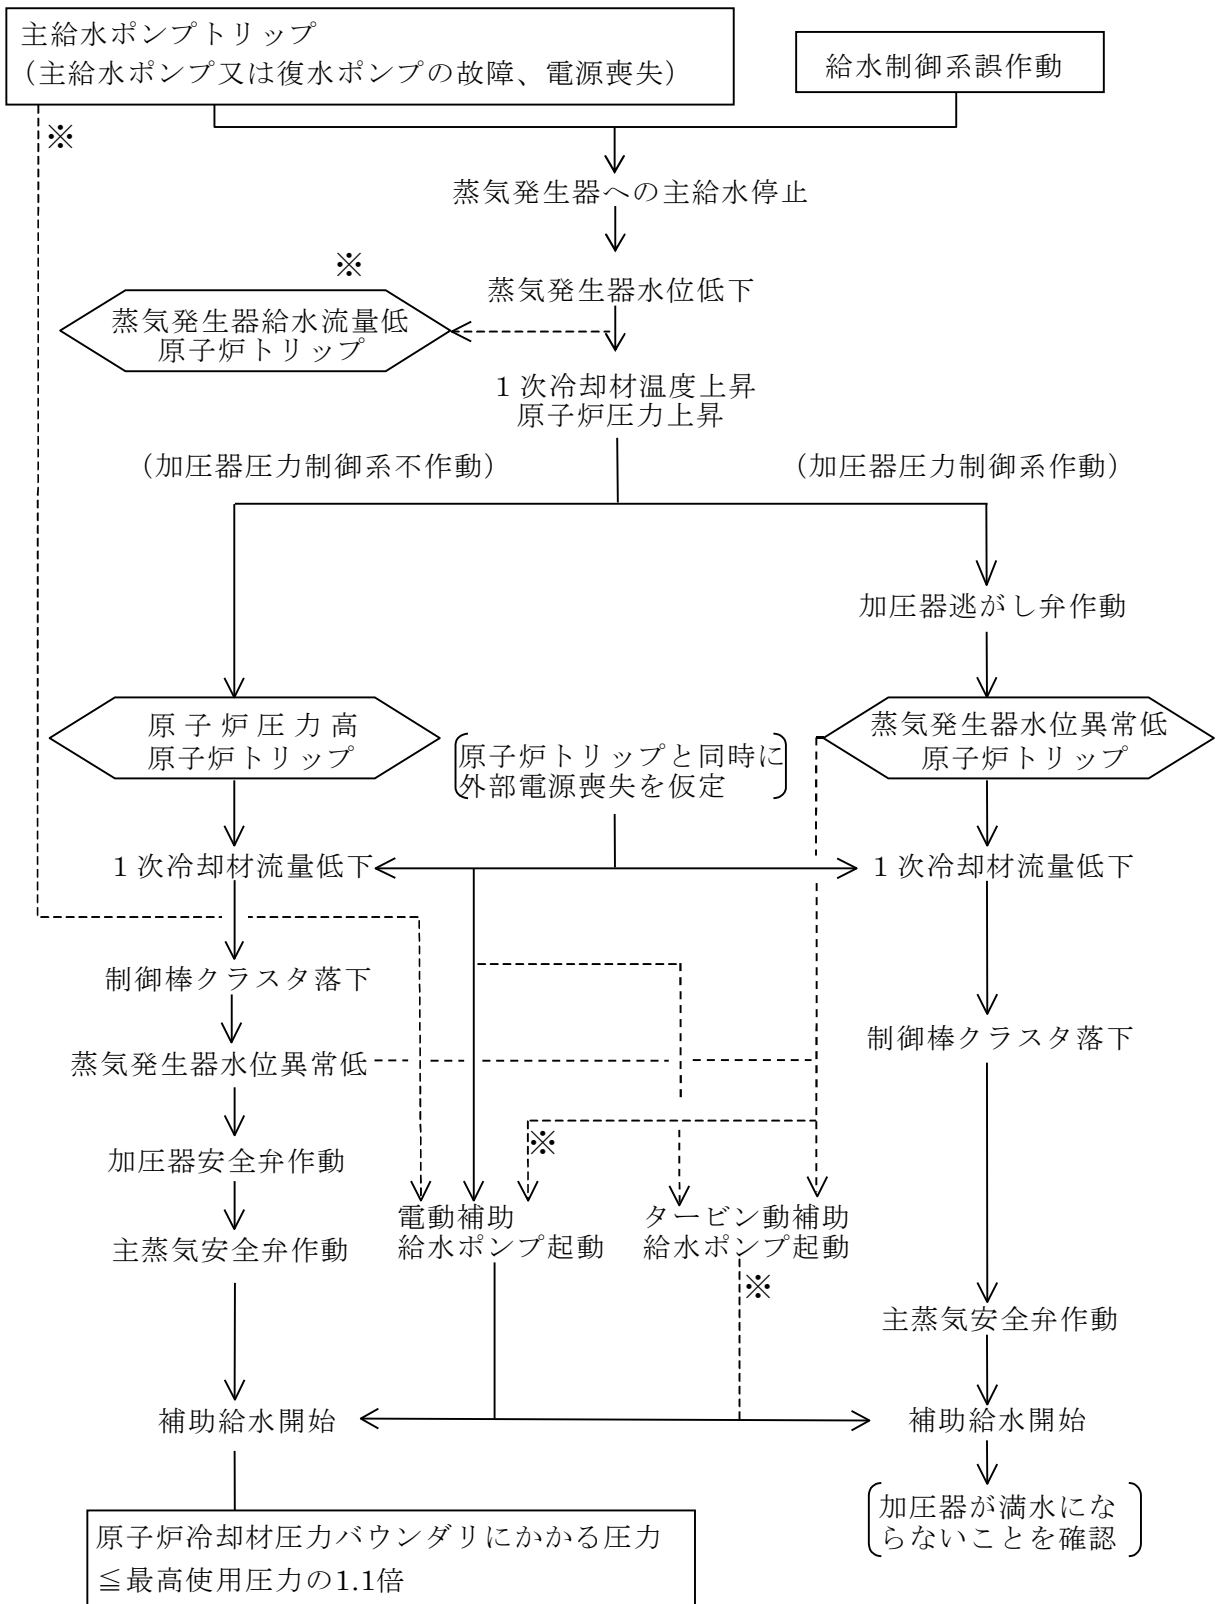 主給水ポンプトリップ
（主給水ポンプ又は復水ポンプの故障、電源喪失）
給水制御系誤作動
※
蒸気発生器への主給水停止
※
蒸気発生器水位低下
蒸気発生器給水流量低
原子炉トリップ
1次冷却材温度上昇
原子炉圧力上昇
（加圧器圧力制御系不作動）
（加圧器圧力制御系作動）
加圧器逃がし弁作動
原子炉圧力高
原子炉トリップ
原子炉トリップと同時に
外部電源喪失を仮定
蒸気発生器水位異常低
原子炉トリップ
1次冷却材流量低下
1次冷却材流量低下
制御棒クラスタ落下
制御棒クラスタ落下
蒸気発生器水位異常低
※
加圧器安全弁作動
電動補助
給水ポンプ起動
タービン動補助
給水ポンプ起動
主蒸気安全弁作動
※
主蒸気安全弁作動
補助給水開始
補助給水開始
加圧器が満水にな
らないことを確認
原子炉冷却材圧力バウンダリにかかる圧力
≦最高使用圧力の1.1倍